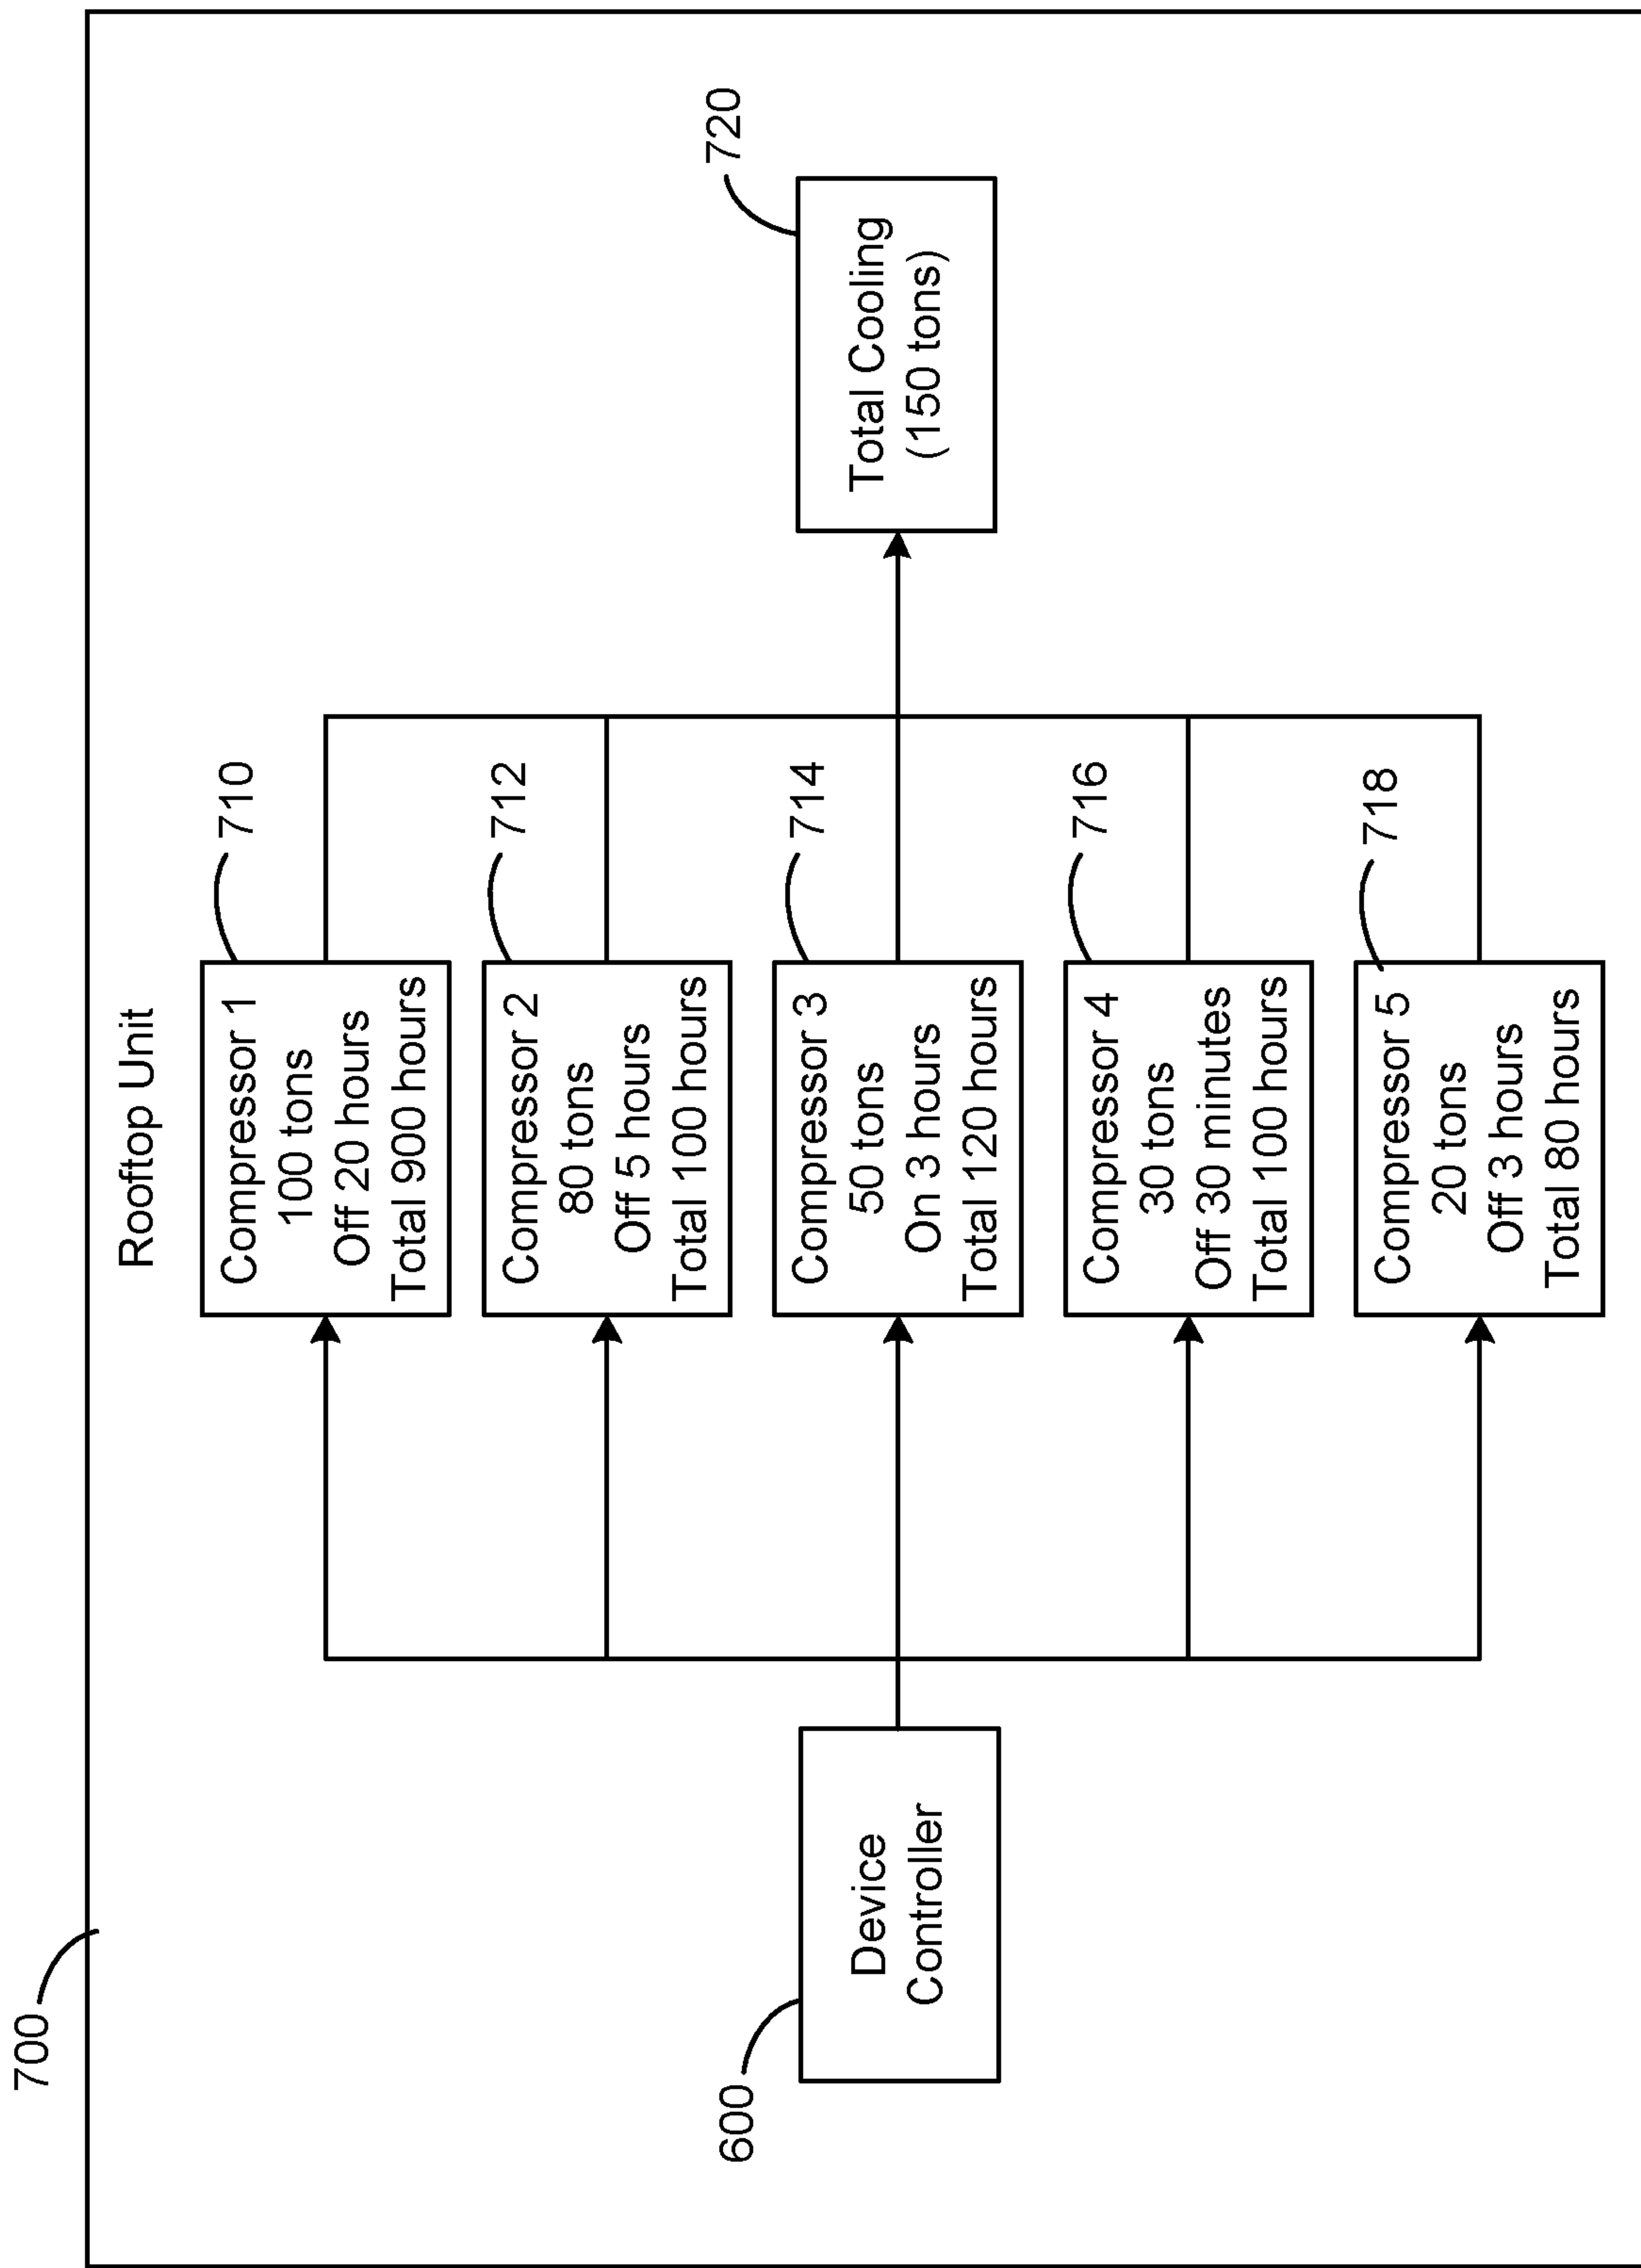 700
Rooftop Unit
600
Device
Controller
Compressor 1
100 tons
Off 20 hours
Total 900 hours
710
Compressor 2
80 tons
Off 5 hours
Total 100 hours
712
Compressor 3
50 tons
On 3 hours
Total 120 hours
714
Compressor 4
30 tons
Off 30 minutes
Total 100 hours
716
Compressor 5
20 tons
Off 3 hours
Total 80 hours
718
Total Cooling
(150 tons)
720